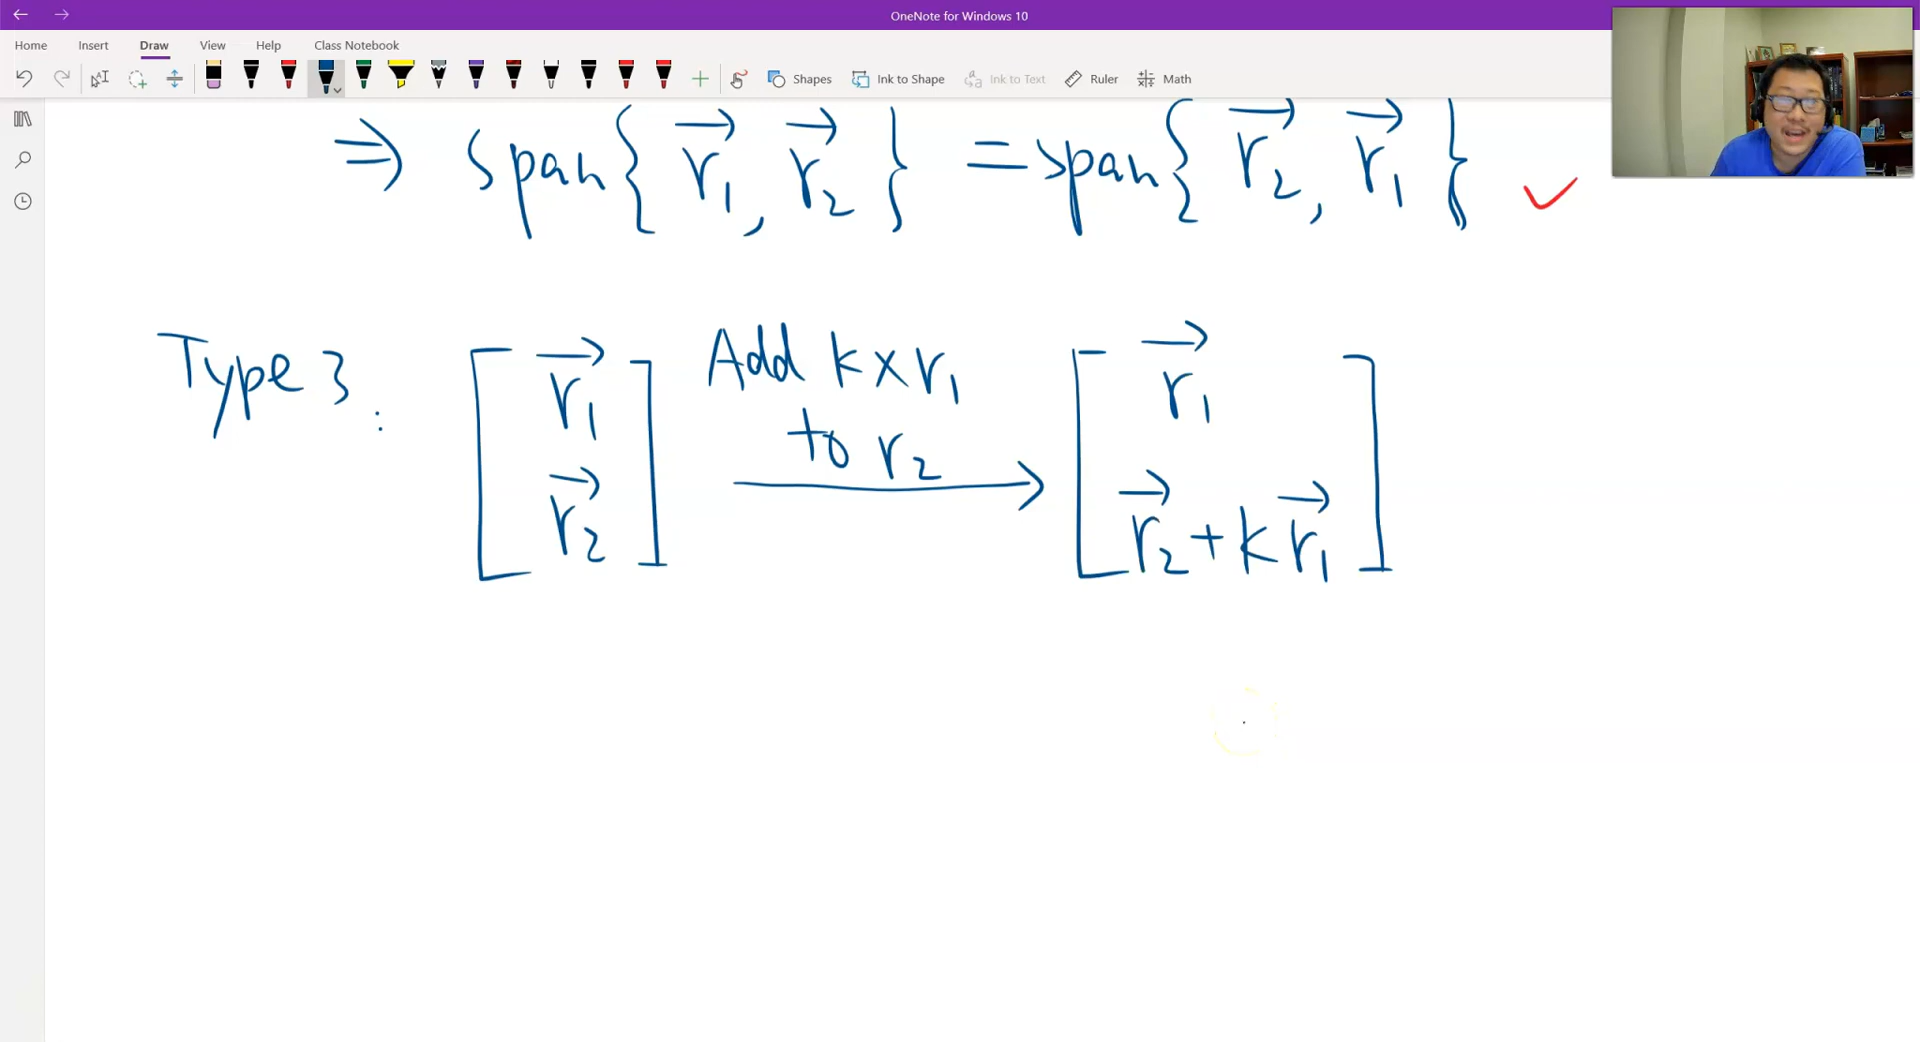 OneNote for Windows 10
Home Insert Draw View Help Class Notebook
Shapes Ink to Shape Ink to Text Ruler Math
⇒ span{r₁⃗, r₂⃗} = span{r₂⃗, r₁⃗} ✓
Type 3: [r₁⃗ Add k×r₁ [r₁⃗
to r₂
r₂⃗] → r₂⃗+kr₁⃗]